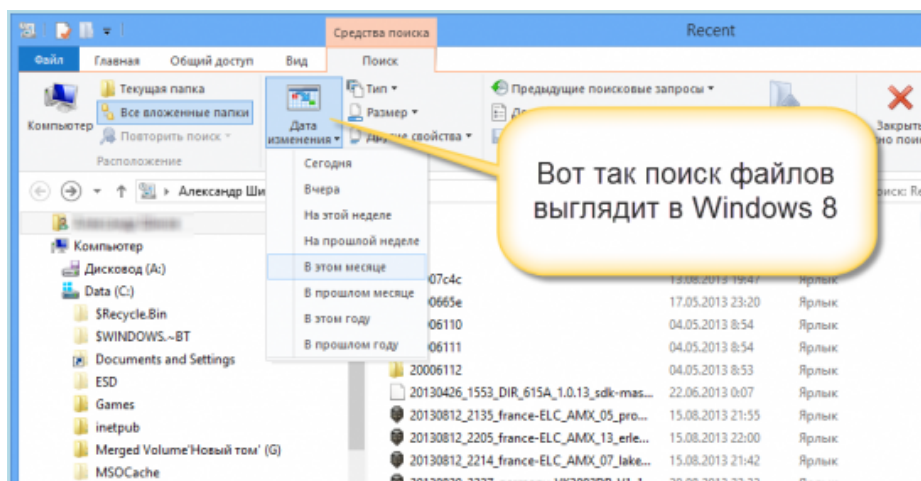 Средства поиска
Recent
Файл
Главная
Общий доступ
Вид
Поиск
Компьютер
Текущая папка
Все вложенные папки
Повторить поиск
Расположение
Дата изменения
Тип
Размер
Другие свойства
Предыдущие поисковые запросы
Закрыть
Вот так поиск файлов
выглядит в Windows 8
Сегодня
Вчера
На этой неделе
На прошлой неделе
В этом месяце
В прошлом месяце
В этом году
В прошлом году
Александр
Компьютер
Дисковод (A:)
Data (C:)
$Recycle.Bin
$WINDOWS.~BT
Documents and Settings
ESD
Games
inetpub
Merged Volume'Новый том' (G)
MSOCache
07c4c 13.08.2013 19:47 Ярлык
0665e 17.05.2013 23:20 Ярлык
06110 04.05.2013 8:54 Ярлык
06111 04.05.2013 8:54 Ярлык
20006112 04.05.2013 8:53 Ярлык
20130426_1553_DIR_615A_1.0.13_sdk-mas... 22.06.2013 0:07 Ярлык
20130812_2135_france-ELC_AMX_05_pro... 15.08.2013 21:55 Ярлык
20130812_2205_france-ELC_AMX_13_erle... 15.08.2013 22:00 Ярлык
20130812_2214_france-ELC_AMX_07_lake... 15.08.2013 21:42 Ярлык